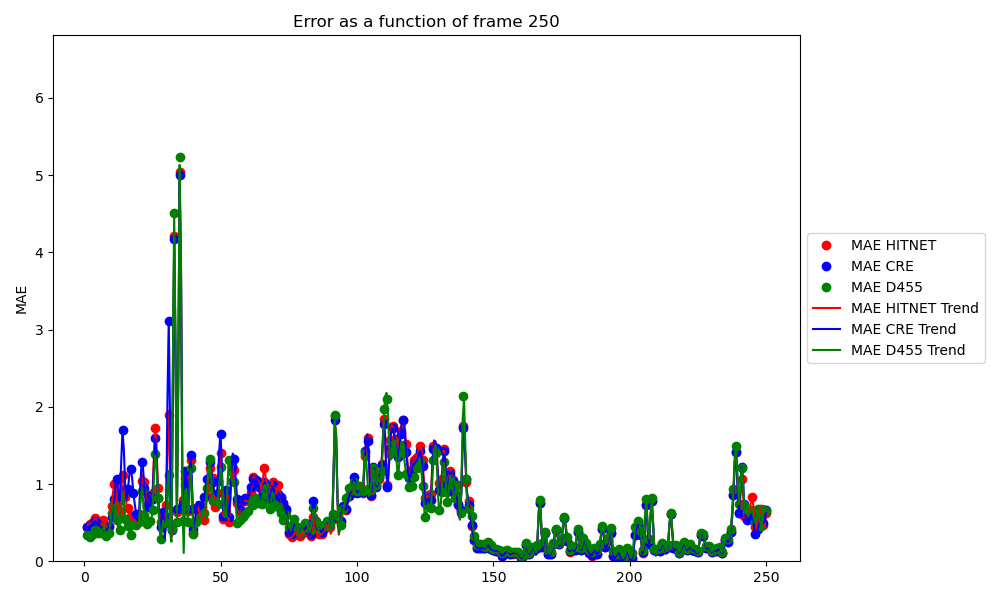 Error as a function of frame 250
MAE
6
5
4
3
2
1
0
0
50
100
150
200
250
MAE HITNET
MAE CRE
MAE D455
MAE HITNET Trend
MAE CRE Trend
MAE D455 Trend